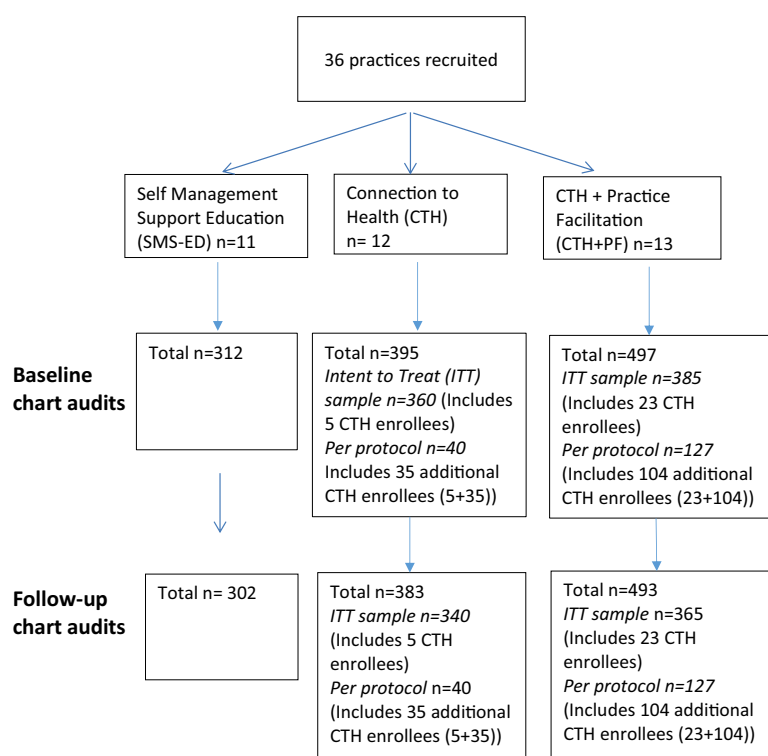 36 practices recruited
Self Management
Support Education
(SMS-ED) n=11
Connection to
Health (CTH)
n= 12
CTH + Practice
Facilitation
(CTH+PF) n=13
Baseline
chart audits
Total n=312
Total n=395
Intent to Treat (ITT)
sample n=360 (Includes
5 CTH enrollees)
Per protocol n=40
Includes 35 additional
CTH enrollees (5+35))
Total n=497
ITT sample n=385
(Includes 23 CTH
enrollees)
Per protocol n=127
(Includes 104 additional
CTH enrollees (23+104))
Follow-up
chart audits
Total n= 302
Total n=383
ITT sample n=340
(Includes 5 CTH
enrollees)
Per protocol n=40
(Includes 35 additional
CTH enrollees (5+35))
Total n=493
ITT sample n=365
(Includes 23 CTH
enrollees)
Per protocol n=127
(Includes 104 additional
CTH enrollees (23+104))